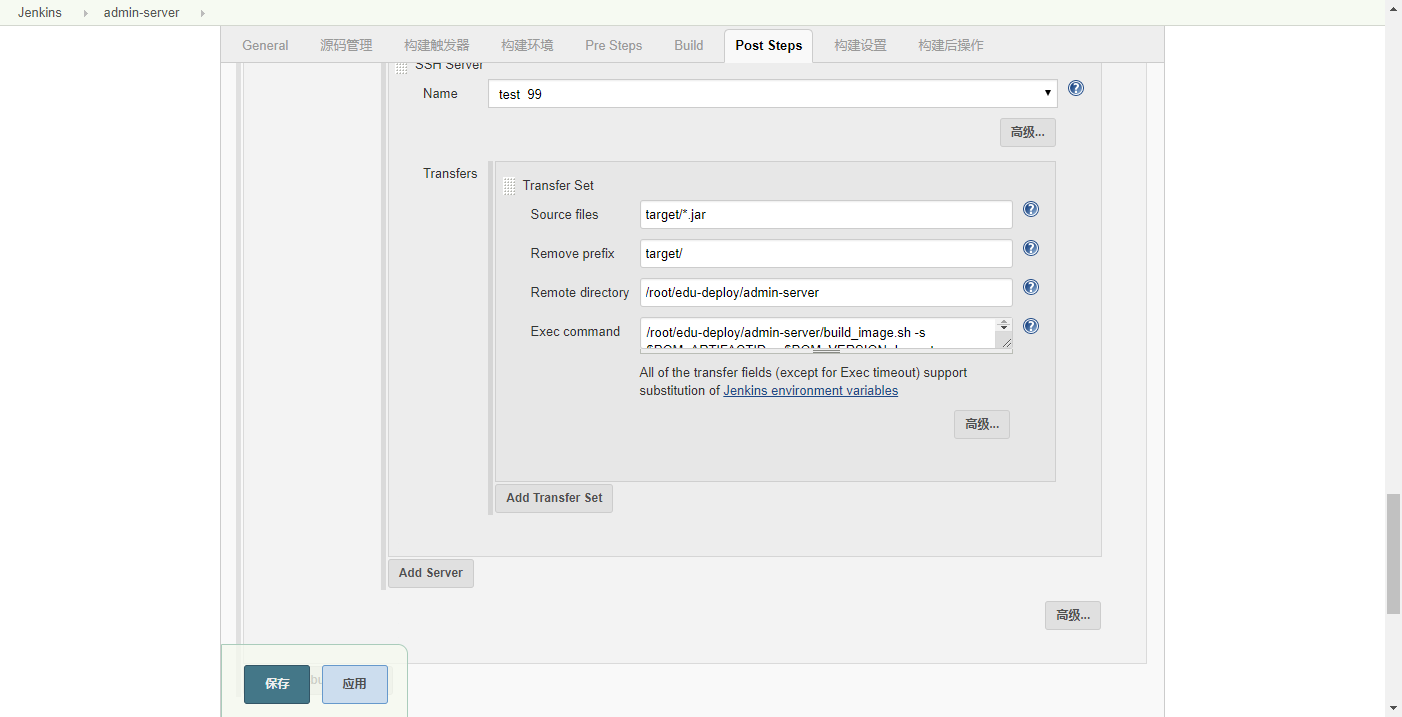 Jenkins admin-server
General 源码管理 构建触发器 构建环境 Pre Steps Build Post Steps 构建设置 构建后操作
SSH Server
Name test 99
高级...
Transfers
Transfer Set
Source files target/*.jar
Remove prefix target/
Remote directory /root/edu-deploy/admin-server
Exec command /root/edu-deploy/admin-server/build_image.sh -s
All of the transfer fields (except for Exec timeout) support
substitution of Jenkins environment variables
高级...
Add Transfer Set
Add Server
高级...
保存 应用